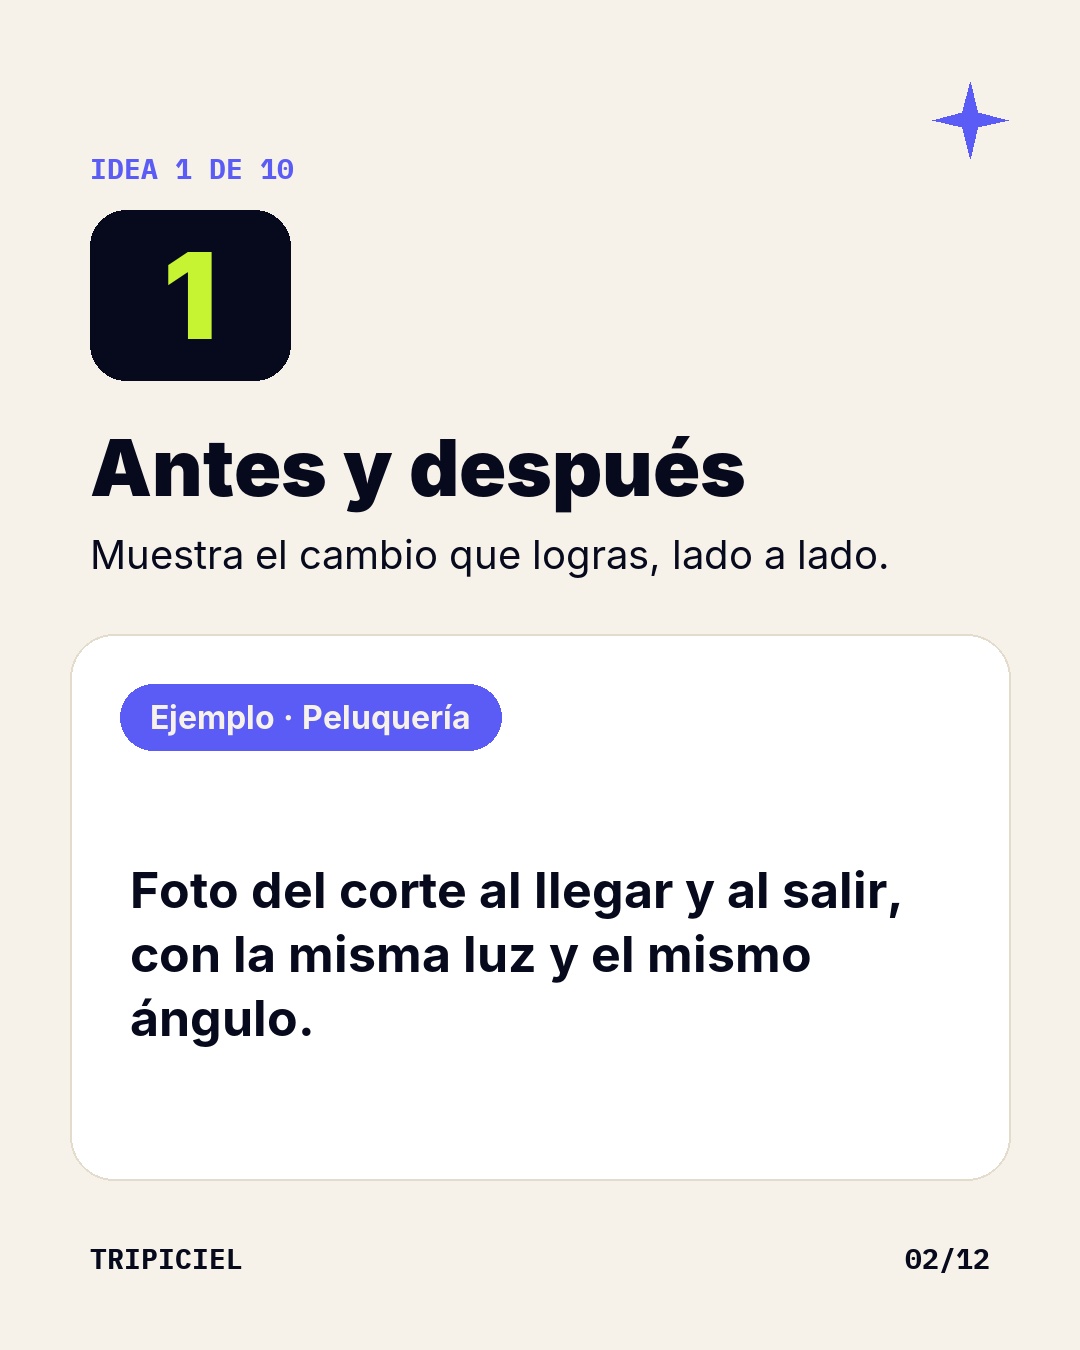 IDEA 1 DE 10
1
Antes y después
Muestra el cambio que logras, lado a lado.
Ejemplo · Peluquería
Foto del corte al llegar y al salir,
con la misma luz y el mismo
ángulo.
TRIPICIEL
02/12